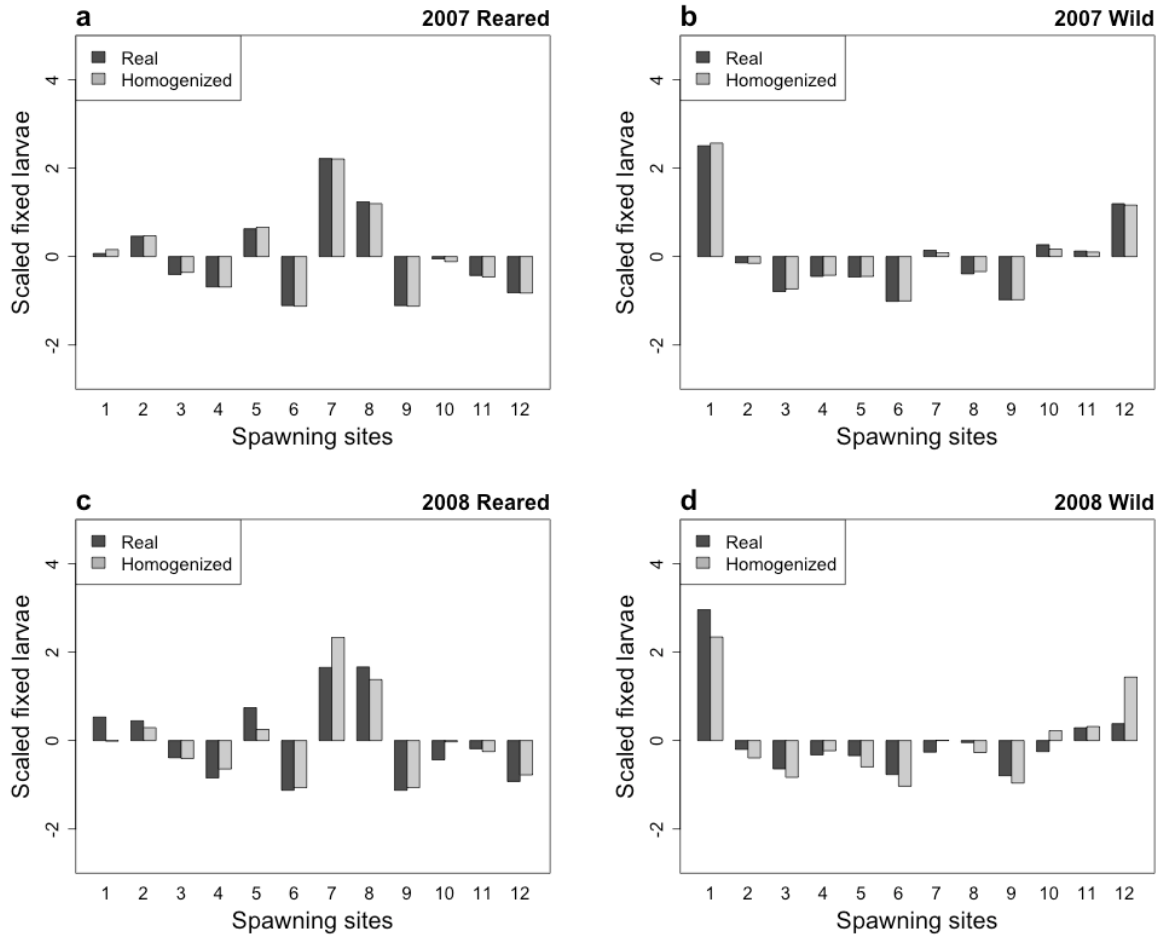 a 2007 Reared
Real
Homogenized
Scaled fixed larvae
4
2
0
-2
1 2 3 4 5 6 7 8 9 10 11 12
Spawning sites
b 2007 Wild
Real
Homogenized
Scaled fixed larvae
4
2
0
-2
1 2 3 4 5 6 7 8 9 10 11 12
Spawning sites
c 2008 Reared
Real
Homogenized
Scaled fixed larvae
4
2
0
-2
1 2 3 4 5 6 7 8 9 10 11 12
Spawning sites
d 2008 Wild
Real
Homogenized
Scaled fixed larvae
4
2
0
-2
1 2 3 4 5 6 7 8 9 10 11 12
Spawning sites